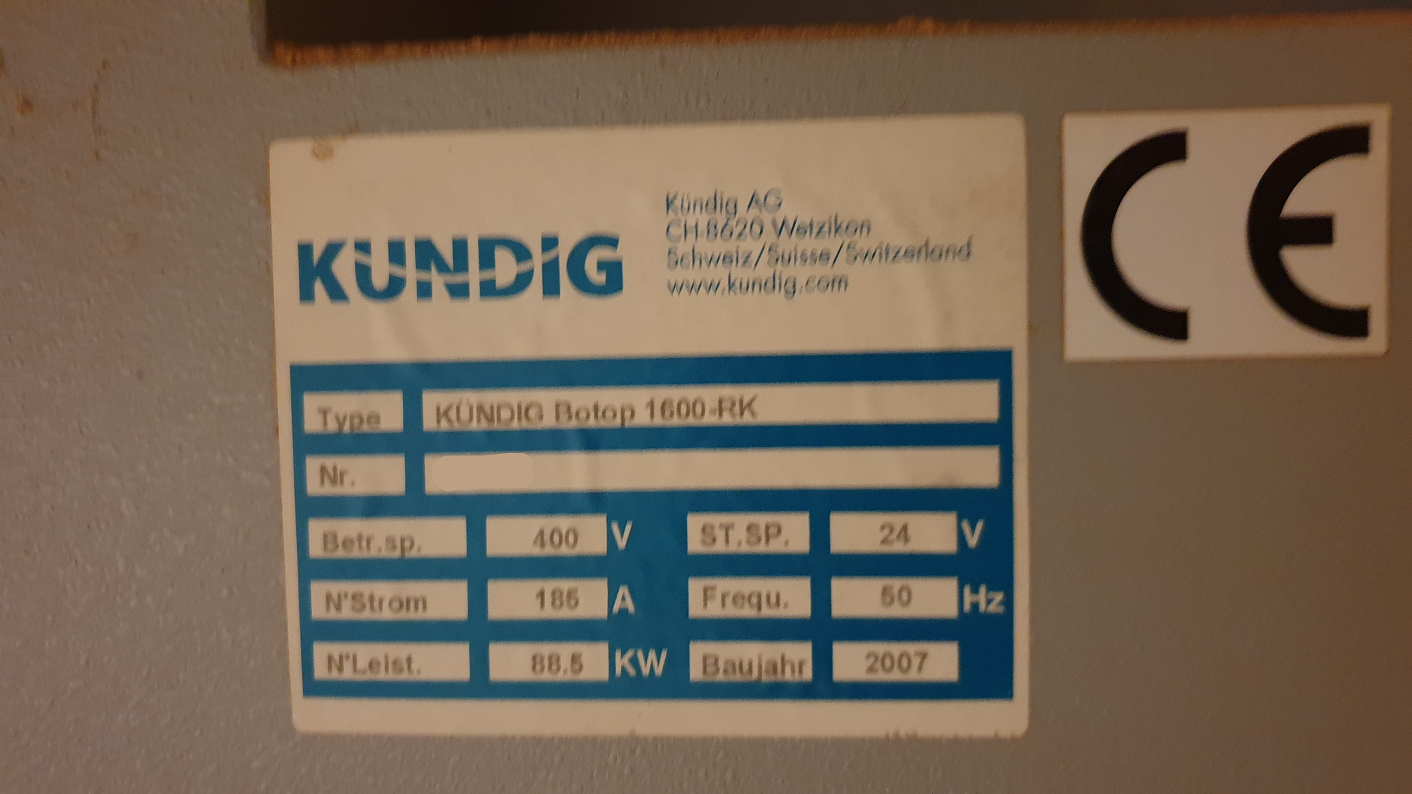 KUNDIG
Kündig AG
CH-8620 Wetzikon
Schweiz/Suisse/Switzerland
www.kundig.com
CE
Type KÜNDIG Botop 1600-RK
Nr.
Betr.sp. 400 V ST.SP. 24 V
N'Strom 185 A Frequ. 50 Hz
N'Leist. 88.5 KW Baujahr 2007